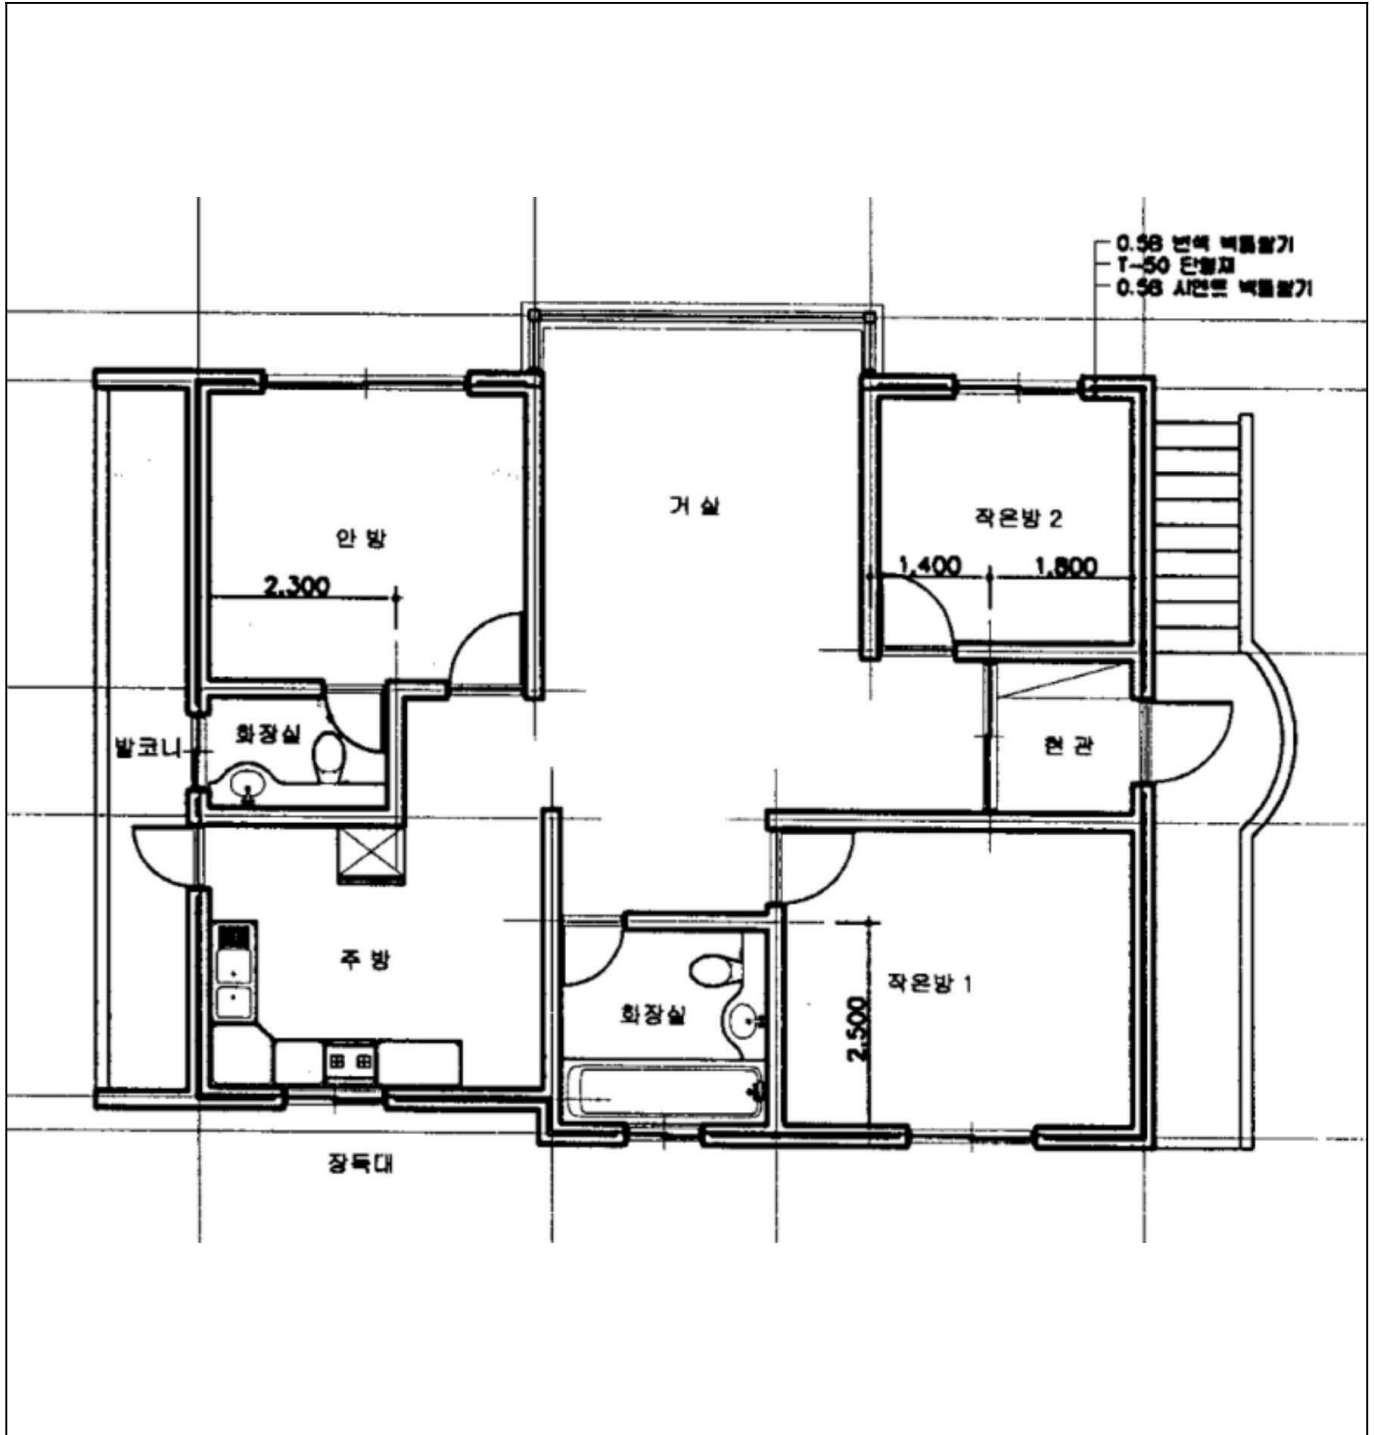 0.5B 변색 벽돌쌓기
T-50 단열재
0.5B 시멘트 벽돌쌓기
거 실
작은방 2
안 방
1,400
1,800
2,300
화장실
발코니
현 관
주 방
작은방 1
화장실
2,500
장독대